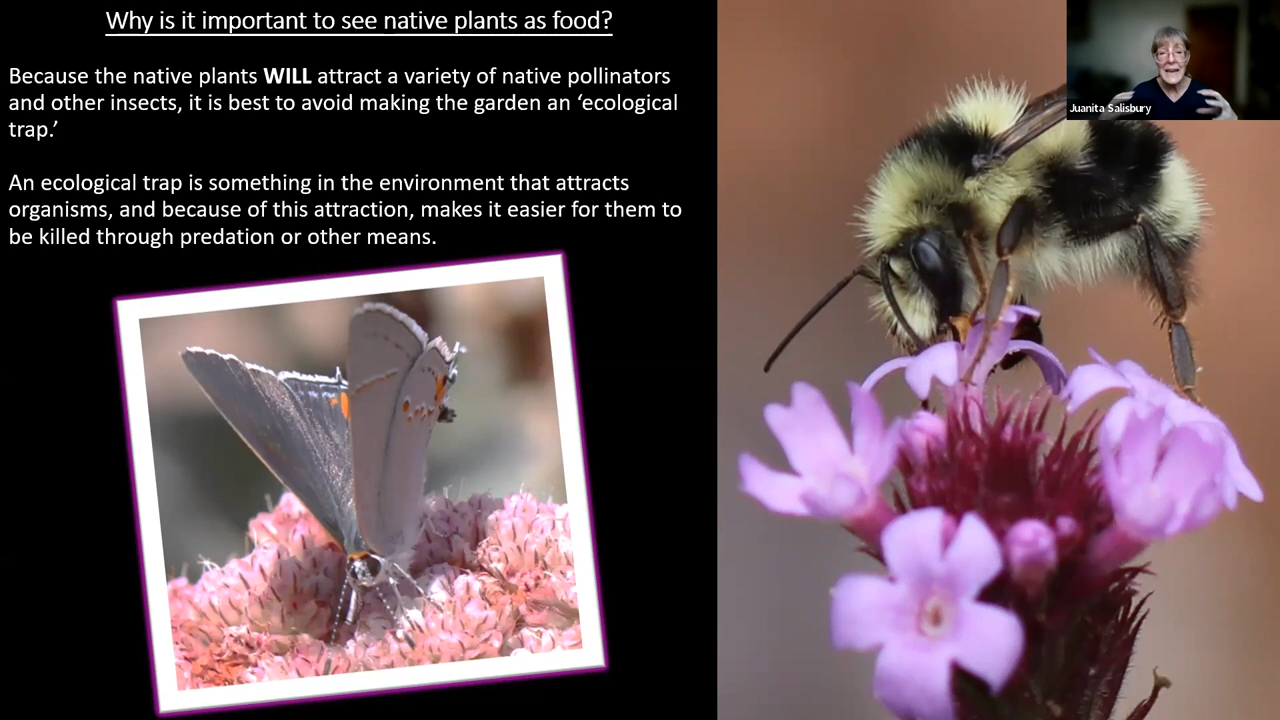 Why is it important to see native plants as food?
Because the native plants WILL attract a variety of native pollinators
and other insects, it is best to avoid making the garden an ‘ecological
trap.’
An ecological trap is something in the environment that attracts
organisms, and because of this attraction, makes it easier for them to
be killed through predation or other means.
Juanita Salisbury